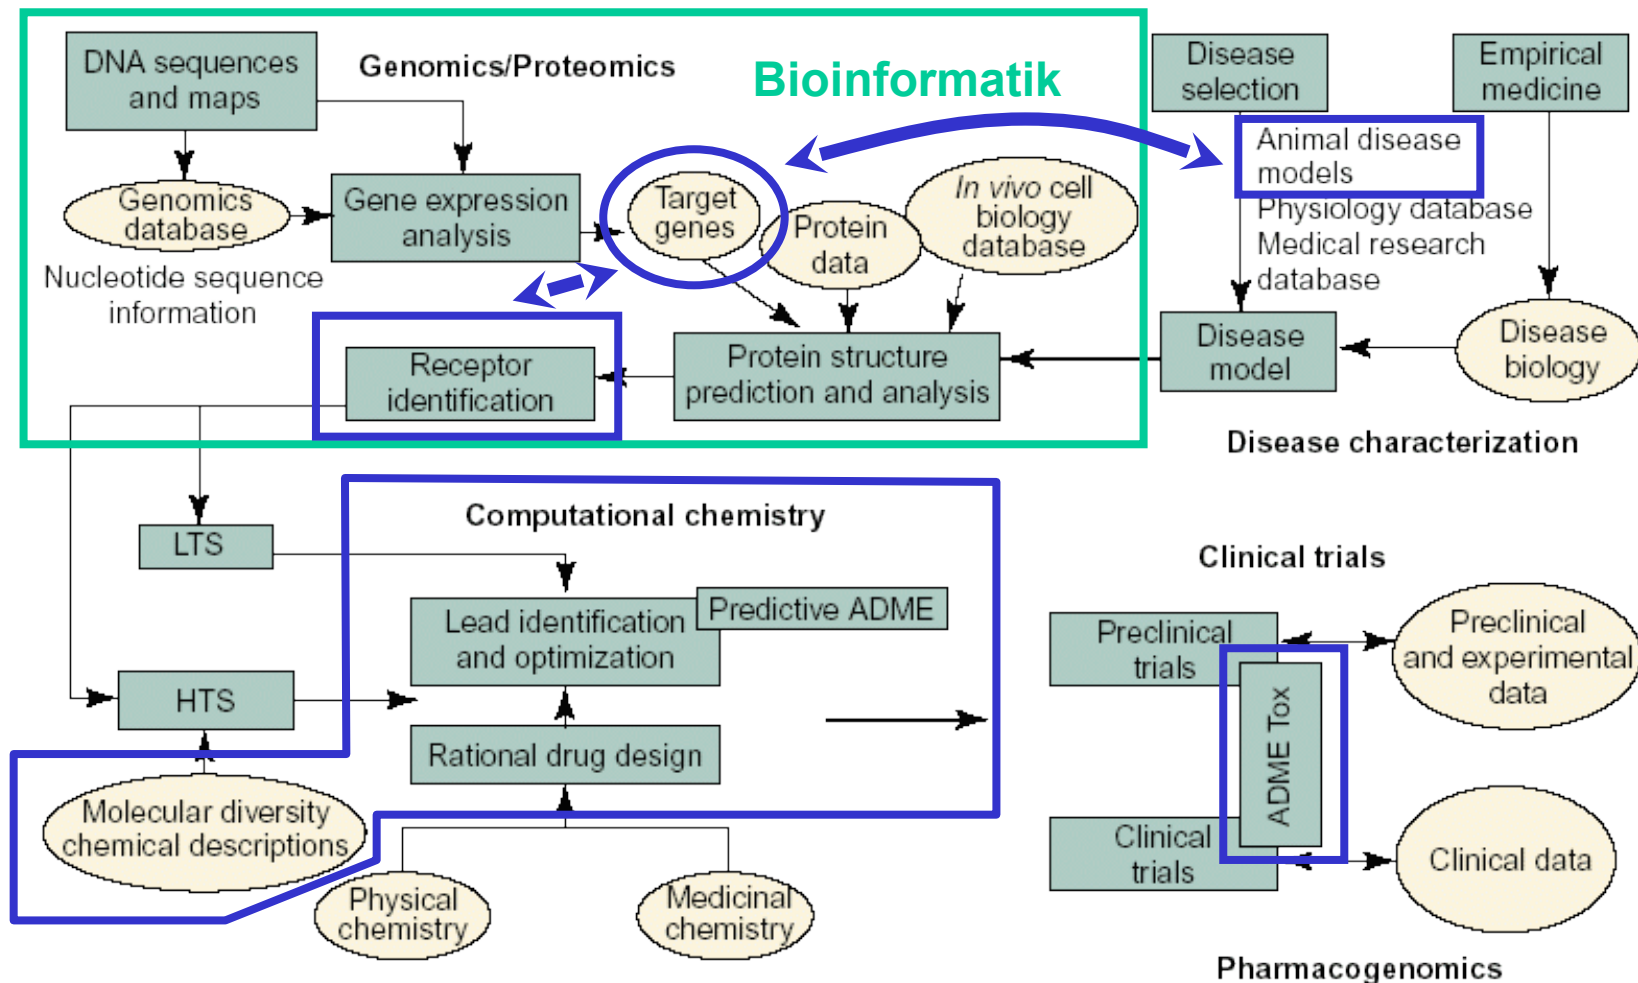 DNA sequences
and maps
Genomics/Proteomics
Bioinformatik
Disease
selection
Empirical
medicine
Animal disease
models
Physiology database
Medical research
database
Genomics
database
Gene expression
analysis
Target
genes
Protein
data
In vivo cell
biology
database
Nucleotide sequence
information
Receptor
identification
Protein structure
prediction and analysis
Disease
model
Disease
biology
Disease characterization
Computational chemistry
LTS
Lead identification
and optimization
Predictive ADME
HTS
Rational drug design
Molecular diversity
chemical descriptions
Physical
chemistry
Medicinal
chemistry
Clinical trials
Preclinical
trials
Preclinical
and experimental
data
ADME Tox
Clinical
trials
Clinical data
Pharmacogenomics